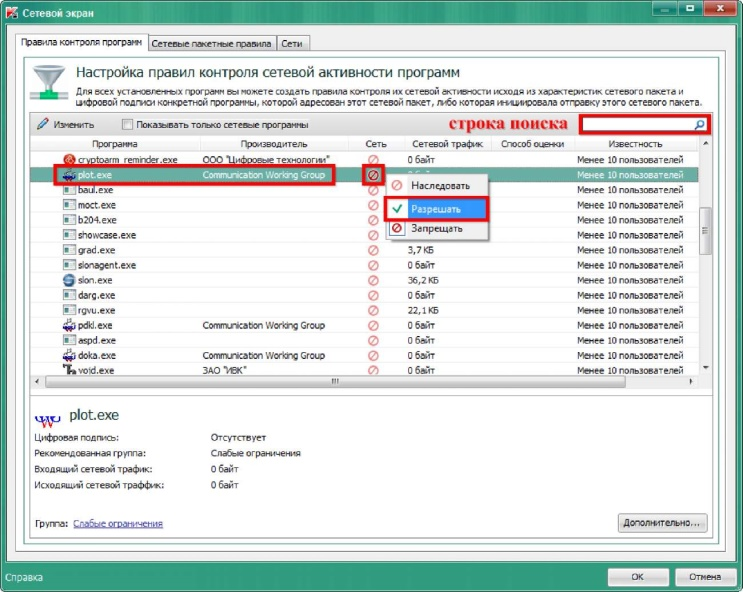 Сетевой экран
Правила контроля программ Сетевые пакетные правила Сети
Настройка правил контроля сетевой активности программ
Для всех установленных программ вы можете создать правила контроля их сетевой активности исходя из характеристик сетевого пакета и
цифровой подписи конкретной программы, которой адресован этот сетевой пакет, либо которая инициировала отправку этого сетевого пакета.
Изменить Показывать только сетевые программы строка поиска
Программа Производитель Сеть Сетевой трафик Способ оценки Известность
cryptoarm_reminder.exe ООО "Цифровые технологии" 0 байт Менее 10 пользователей
plot.exe Communication Working Group Менее 10 пользователей
baul.exe Менее 10 пользователей
moct.exe Менее 10 пользователей
b204.exe Менее 10 пользователей
showcase.exe Менее 10 пользователей
Наследовать
Разрешать
Запрещать
grad.exe 3,7 КБ Менее 10 пользователей
slonagent.exe 0 байт Менее 10 пользователей
slon.exe 36,2 КБ Менее 10 пользователей
darg.exe 0 байт Менее 10 пользователей
rgvu.exe 22,1 КБ Менее 10 пользователей
pdkl.exe Communication Working Group 0 байт Менее 10 пользователей
aspd.exe 0 байт Менее 10 пользователей
doka.exe Communication Working Group 0 байт Менее 10 пользователей
void.exe ЗАО "ИВК" 0 байт Менее 10 пользователей
plot.exe
Цифровая подпись: Отсутствует
Рекомендованная группа: Слабые ограничения
Входящий сетевой трафик: 0 байт
Исходящий сетевой траффик: 0 байт
Группа: Слабые ограничения
Дополнительно...
Справка ОК Отмена